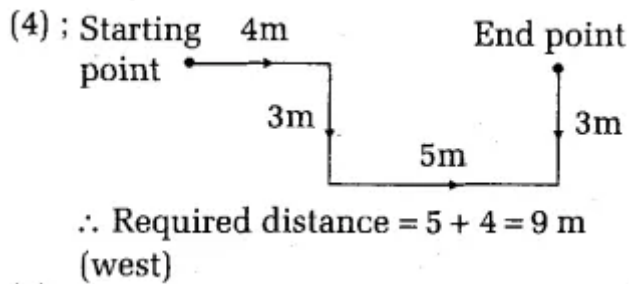 (4) ; Starting point
4m
End point
3m
3m
5m
∴ Required distance = 5 + 4 = 9 m
(west)